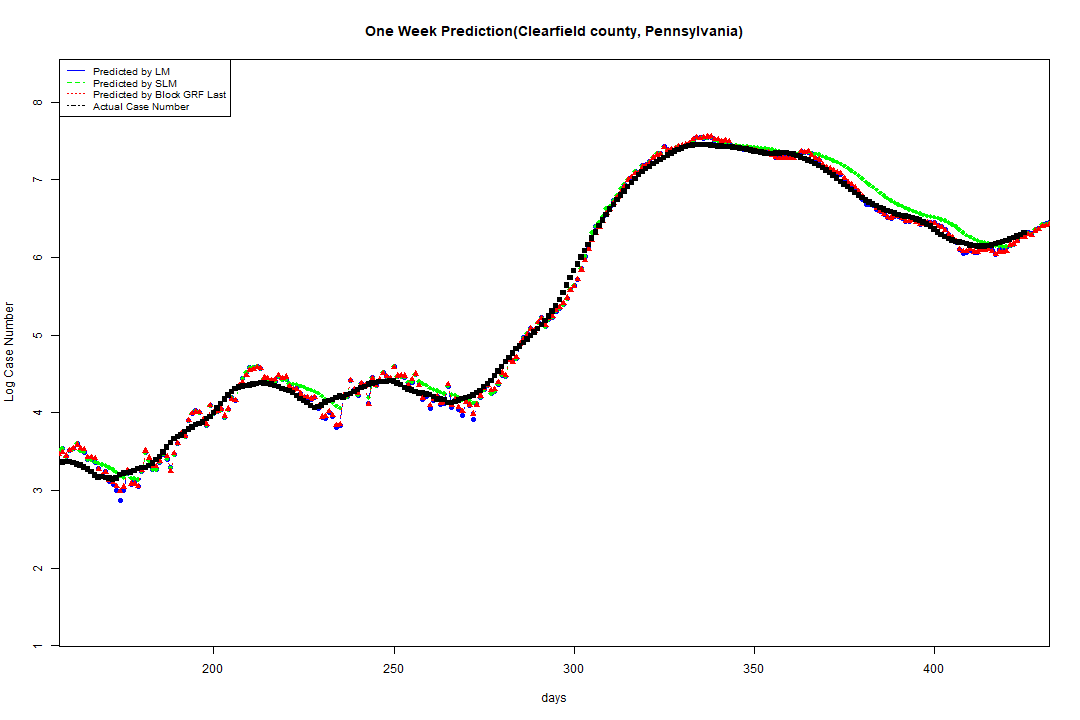 One Week Prediction(Clearfield county, Pennsylvania)
Predicted by LM
Predicted by SLM
Predicted by Block GRF Last
Actual Case Number
8
7
6
5
4
3
2
1
Log Case Number
200 250 300 350 400
days